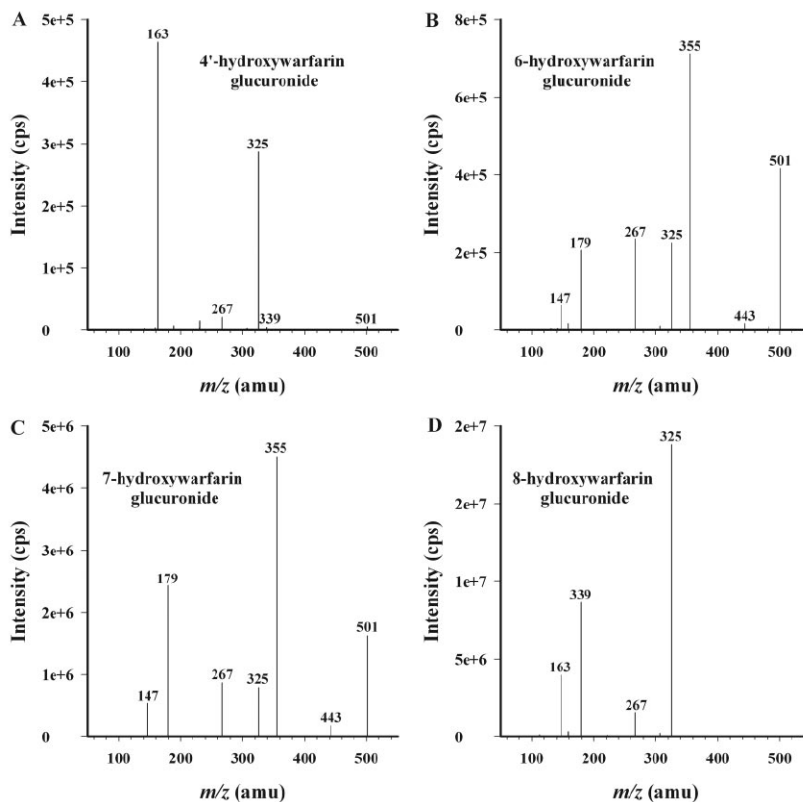 A
5e+5
163
4'-hydroxywarfarin
glucuronide
4e+5
3e+5
325
2e+5
1e+5
267
339
501
0
100 200 300 400 500
Intensity (cps)
m/z (amu)
B
8e+5
355
6-hydroxywarfarin
glucuronide
6e+5
501
4e+5
267
325
179
2e+5
147
443
0
100 200 300 400 500
Intensity (cps)
m/z (amu)
C
5e+6
355
7-hydroxywarfarin
glucuronide
4e+6
3e+6
179
2e+6
501
1e+6
267
325
147
443
0
100 200 300 400 500
Intensity (cps)
m/z (amu)
D
2e+7
325
8-hydroxywarfarin
glucuronide
2e+7
1e+7
339
5e+6
163
267
0
100 200 300 400 500
Intensity (cps)
m/z (amu)